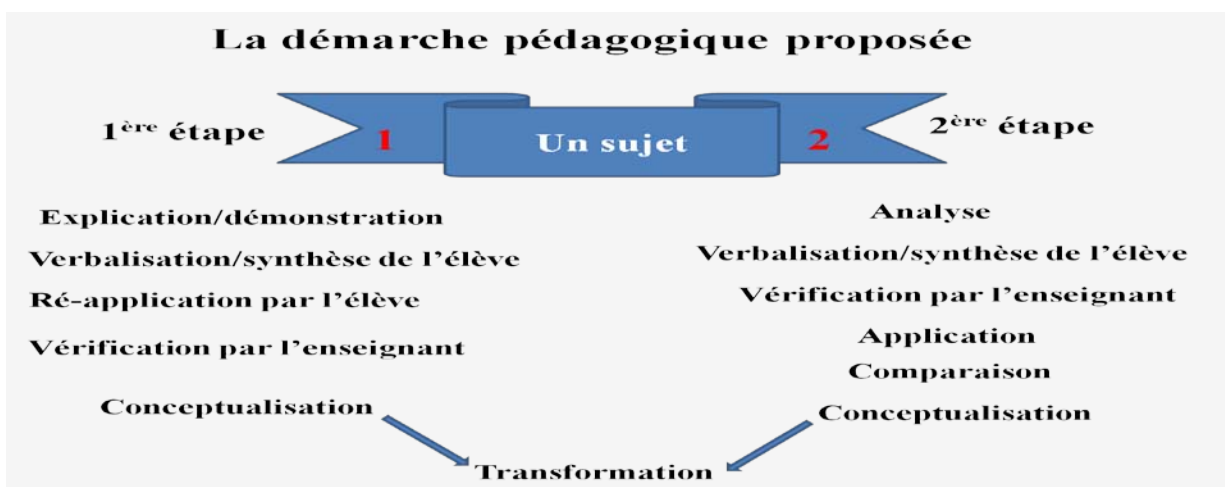 La démarche pédagogique proposée
1ère étape
1
Un sujet
2
2ère étape
Explication/démonstration
Verbalisation/synthèse de l'élève
Ré-application par l'élève
Vérification par l'enseignant
Conceptualisation
Analyse
Verbalisation/synthèse de l'élève
Vérification par l'enseignant
Application
Comparaison
Conceptualisation
Transformation